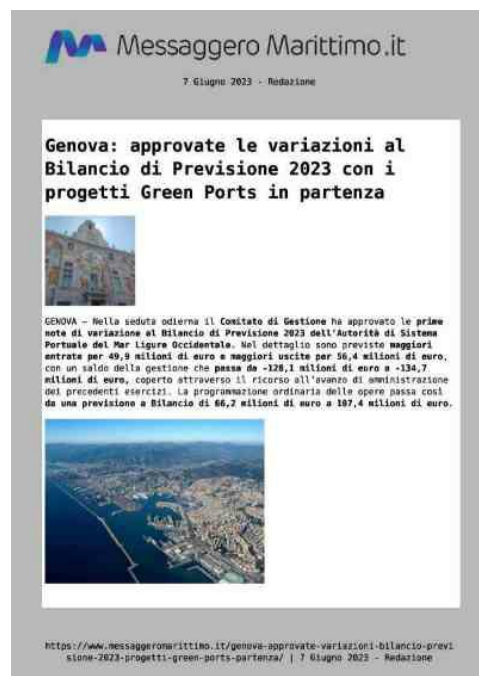 Messaggero Marittimo.it
7 Giugno 2023 - Redazione
Genova: approvate le variazioni al
Bilancio di Previsione 2023 con i
progetti Green Ports in partenza
GENOVA – Nella seduta odierna il Comitato di Gestione ha approvato le prime
note di variazione al Bilancio di Previsione 2023 dell'Autorità di Sistema
Portuale del Mar Ligure Occidentale. Nel dettaglio sono previste maggiori
entrate per 49,9 milioni di euro e maggiori uscite per 56,4 milioni di euro,
con un saldo della gestione che passa da -128,1 milioni di euro a -134,7
milioni di euro, coperto attraverso il ricorso all'avanzo di amministrazione
dei precedenti esercizi. La programmazione ordinaria delle opere passa così
da una previsione a Bilancio di 66,2 milioni di euro a 107,4 milioni di euro.
https://www.messaggeromarittimo.it/genova-approvate-variazioni-bilancio-previ
sione-2023-progetti-green-ports-partenza/ | 7 Giugno 2023 - Redazione